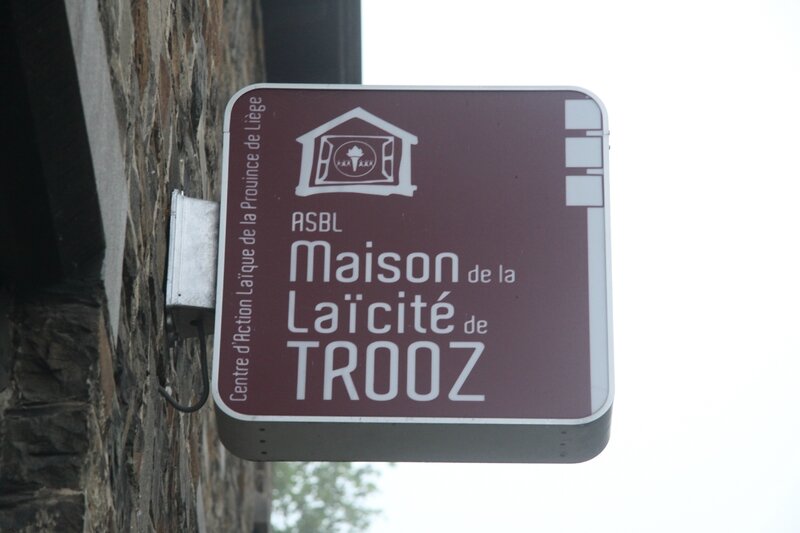 Centre d'Action Laïque de la Province de Liège
ASBL
Maison de la
Laïcité de
TROOZ